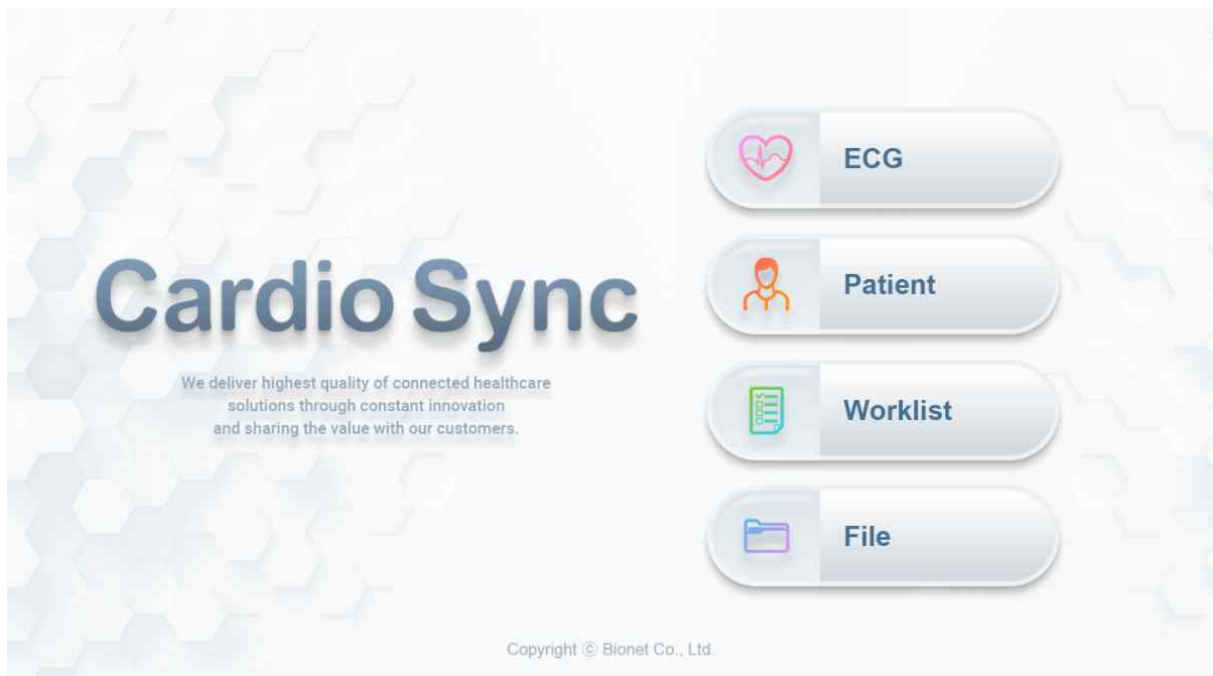 Cardio Sync
We deliver highest quality of connected healthcare
solutions through constant innovation
and sharing the value with our customers.
ECG
Patient
Worklist
File
Copyright ⓒ Bionet Co., Ltd.